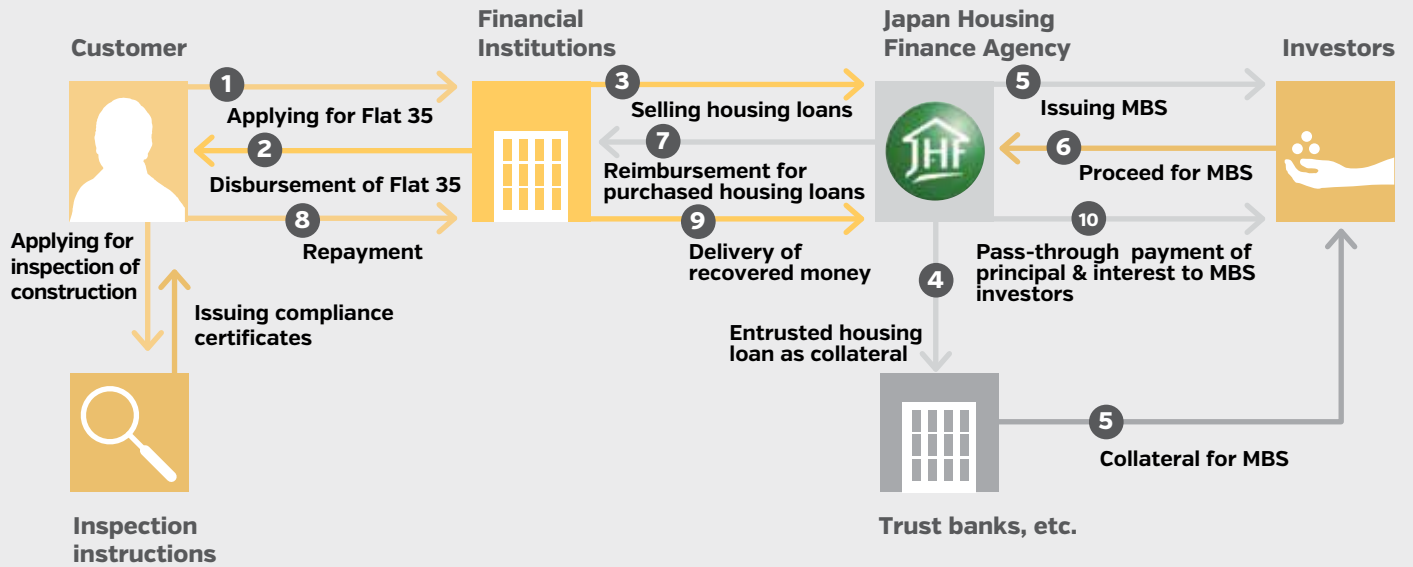 Customer
Financial
Institutions
Japan Housing
Finance Agency
Investors
1
Applying for Flat 35
2
Disbursement of Flat 35
8
Repayment
3
Selling housing loans
7
Reimbursement for
purchased housing loans
9
Delivery of
recovered money
JHF
5
Issuing MBS
6
Proceed for MBS
10
Pass-through payment of
principal & interest to MBS
investors
Applying for
inspection of
construction
Issuing compliance
certificates
4
Entrusted housing
loan as collateral
5
Collateral for MBS
Inspection
instructions
Trust banks, etc.